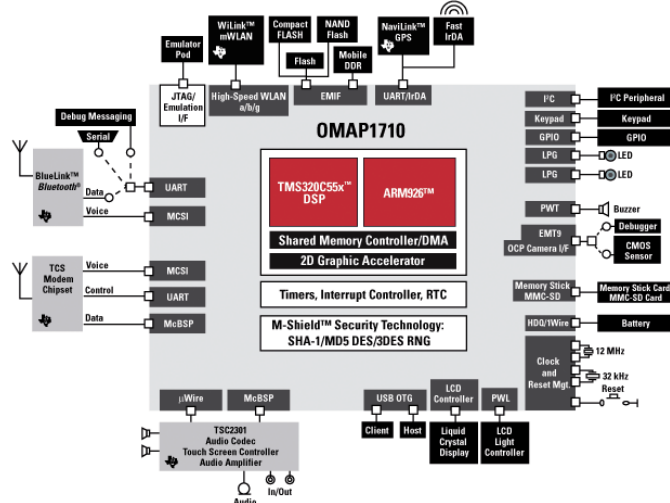 WiLink™
mWLAN
Compact
FLASH
NAND
Flash
NaviLink™
GPS
Fast
IrDA
Emulator
Pod
Flash
Mobile
DDR
JTAG/
Emulation
I/F
High-Speed WLAN
a/b/g
EMIF
UART/IrDA
OMAP1710
Debug Messaging
Serial
BlueLink™
Bluetooth®
Data
Voice
UART
MCSI
TCS
Modem
Chipset
Voice
Control
Data
MCSI
UART
McBSP
TMS320C55x™
DSP
ARM926™
Shared Memory Controller/DMA
2D Graphic Accelerator
Timers, Interrupt Controller, RTC
M-Shield™ Security Technology:
SHA-1/MD5 DES/3DES RNG
I²C
I²C Peripheral
Keypad
Keypad
GPIO
GPIO
LPG
LED
LPG
LED
PWT
Buzzer
EMT9
OCP Camera I/F
Debugger
CMOS
Sensor
Memory Stick
MMC-SD
Memory Stick Card
MMC-SD Card
HDQ/1Wire
Battery
Clock
and
Reset Mgt.
12 MHz
32 kHz
Reset
µWire
McBSP
USB OTG
LCD
Controller
PWL
Client
Host
Liquid
Crystal
Display
LCD
Light
Controller
TSC2301
Audio Codec
Touch Screen Controller
Audio Amplifier
In/Out
Audio